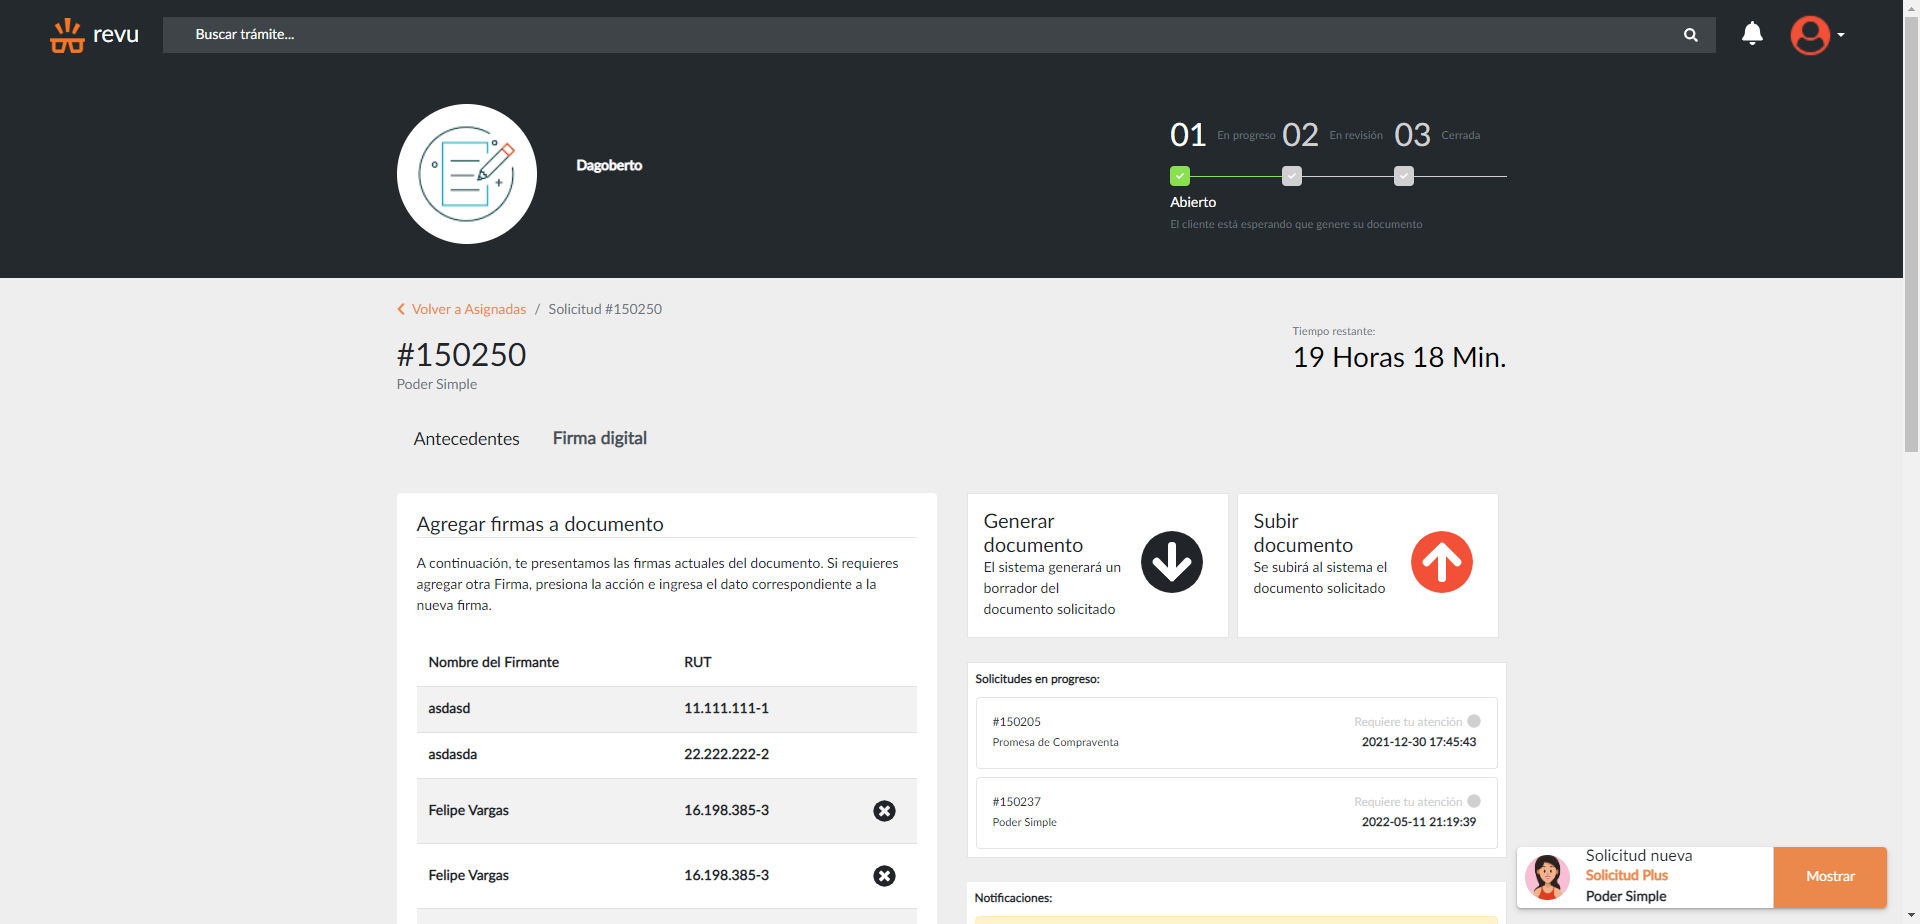 revu
Buscar trámite...
Dagoberto
01 En progreso 02 En revisión 03 Cerrada
Abierto
El cliente está esperando que genere su documento
Volver a Asignadas / Solicitud #150250
#150250
Poder Simple
Tiempo restante:
19 Horas 18 Min.
Antecedentes Firma digital
Agregar firmas a documento
A continuación, te presentamos las firmas actuales del documento. Si requieres
agregar otra Firma, presiona la acción e ingresa el dato correspondiente a la
nueva firma.
Nombre del Firmante RUT
asdasd 11.111.111-1
asdasda 22.222.222-2
Felipe Vargas 16.198.385-3
Felipe Vargas 16.198.385-3
Generar
documento
El sistema generará un
borrador del
documento solicitado
Subir
documento
Se subirá al sistema el
documento solicitado
Solicitudes en progreso:
#150205 Requiere tu atención
Promesa de Compraventa 2021-12-30 17:45:43
#150237 Requiere tu atención
Poder Simple 2022-05-11 21:19:39
Notificaciones:
Solicitud nueva
Solicitud Plus
Poder Simple
Mostrar